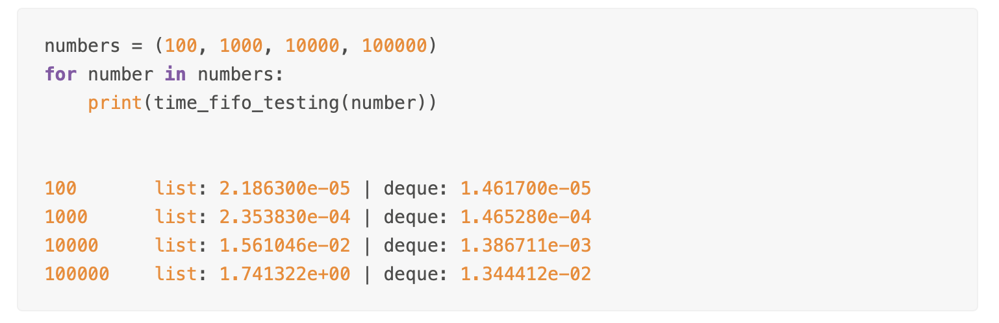 numbers = (100, 1000, 10000, 100000)
for number in numbers:
    print(time_fifo_testing(number))
100       list: 2.186300e-05 | deque: 1.461700e-05
1000      list: 2.353830e-04 | deque: 1.465280e-04
10000     list: 1.561046e-02 | deque: 1.386711e-03
100000    list: 1.741322e+00 | deque: 1.344412e-02